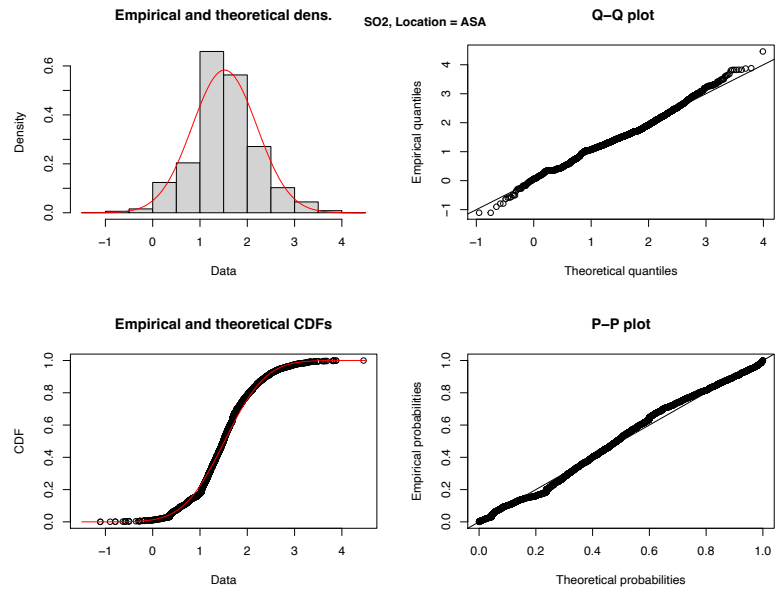 SO2, Location = ASA
Empirical and theoretical dens.
Density
0.0 0.2 0.4 0.6
−1 0 1 2 3 4
Data
Q−Q plot
Empirical quantiles
−1 0 1 2 3 4
−1 0 1 2 3 4
Theoretical quantiles
Empirical and theoretical CDFs
CDF
0.0 0.2 0.4 0.6 0.8 1.0
−1 0 1 2 3 4
Data
P−P plot
Empirical probabilities
0.0 0.2 0.4 0.6 0.8 1.0
0.0 0.2 0.4 0.6 0.8 1.0
Theoretical probabilities